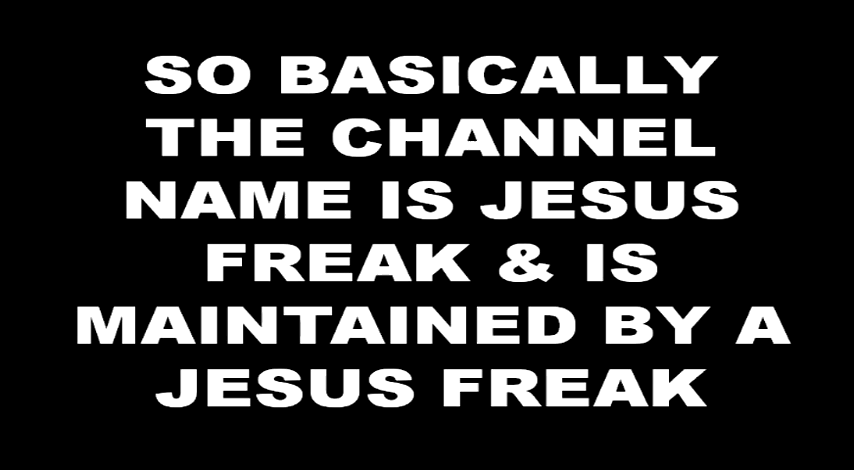 SO BASICALLY
THE CHANNEL
NAME IS JESUS
FREAK & IS
MAINTAINED BY A
JESUS FREAK